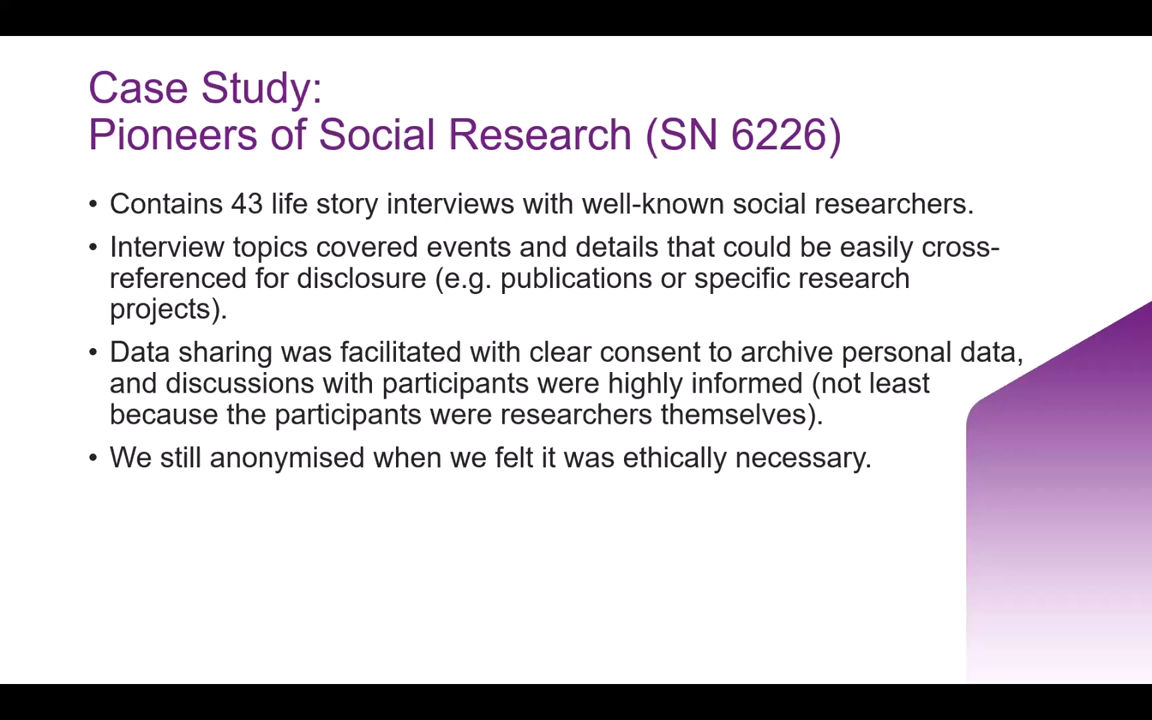 Case Study:
Pioneers of Social Research (SN 6226)
• Contains 43 life story interviews with well-known social researchers.
• Interview topics covered events and details that could be easily cross-
referenced for disclosure (e.g. publications or specific research
projects).
• Data sharing was facilitated with clear consent to archive personal data,
and discussions with participants were highly informed (not least
because the participants were researchers themselves).
• We still anonymised when we felt it was ethically necessary.